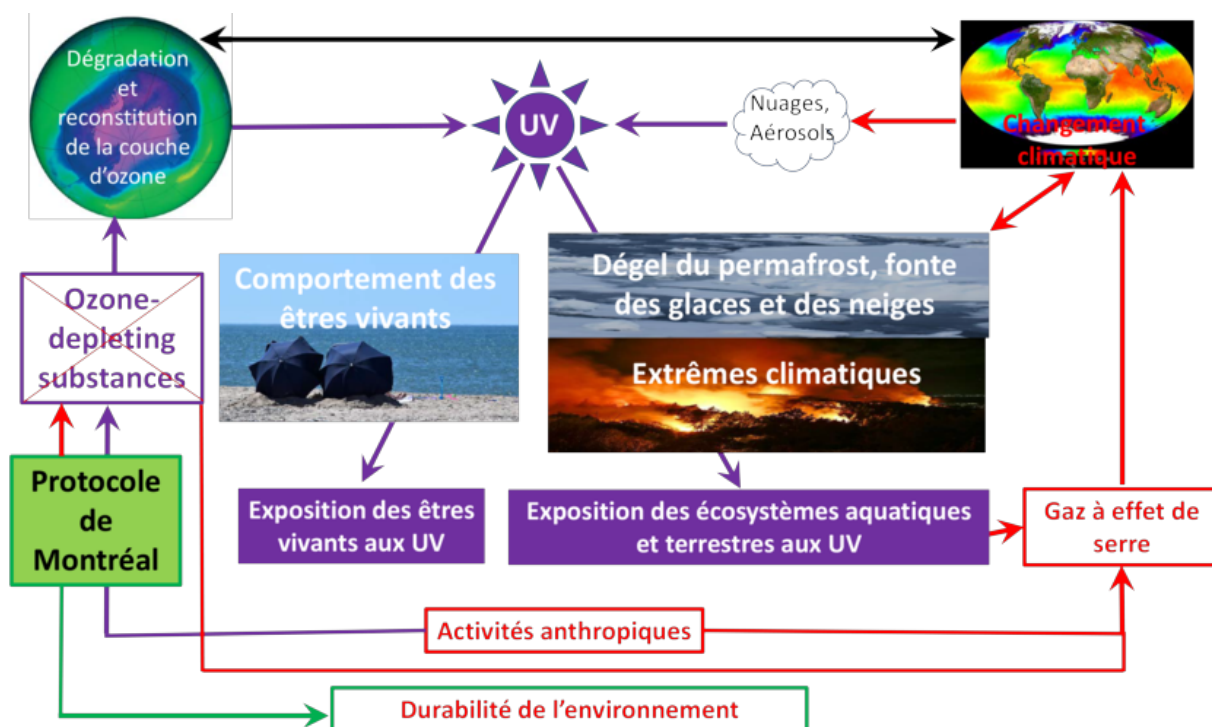 Dégradation
et
reconstitution
de la couche
d'ozone
UV
Nuages,
Aérosols
Changement
climatique
Comportement des
êtres vivants
Dégel du permafrost, fonte
des glaces et des neiges
Extrêmes climatiques
Ozone-
depleting
substances
Protocole
de
Montréal
Exposition des êtres
vivants aux UV
Exposition des écosystèmes aquatiques
et terrestres aux UV
Gaz à effet de
serre
Activités anthropiques
Durabilité de l'environnement